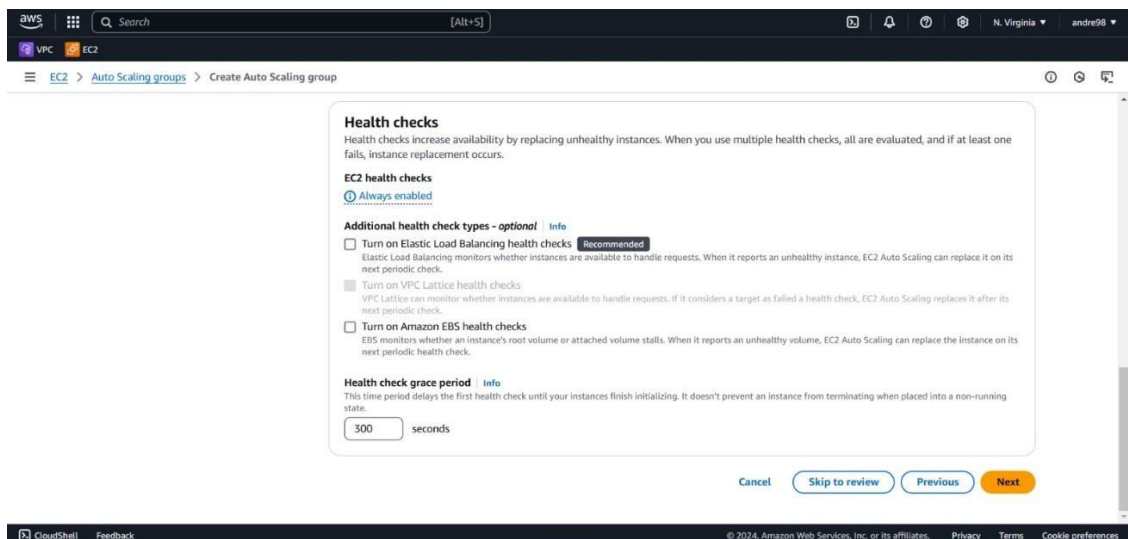 aws
Search
[Alt+S]
N. Virginia
andre98
VPC
EC2
EC2 > Auto Scaling groups > Create Auto Scaling group
Health checks
Health checks increase availability by replacing unhealthy instances. When you use multiple health checks, all are evaluated, and if at least one
fails, instance replacement occurs.
EC2 health checks
Always enabled
Additional health check types - optional Info
Turn on Elastic Load Balancing health checks Recommended
Elastic Load Balancing monitors whether instances are available to handle requests. When it reports an unhealthy instance, EC2 Auto Scaling can replace it on its
next periodic check.
Turn on VPC Lattice health checks
VPC Lattice can monitor whether instances are available to handle requests. If it considers a target as failed a health check, EC2 Auto Scaling replaces it after its
next periodic check.
Turn on Amazon EBS health checks
EBS monitors whether an instance's root volume or attached volume stalls. When it reports an unhealthy volume, EC2 Auto Scaling can replace the instance on its
next periodic health check.
Health check grace period Info
This time period delays the first health check until your instances finish initializing. It doesn't prevent an instance from terminating when placed into a non-running
state.
300 seconds
Cancel
Skip to review
Previous
Next
CloudShell
Feedback
© 2024, Amazon Web Services, Inc. or its affiliates.
Privacy
Terms
Cookie preferences